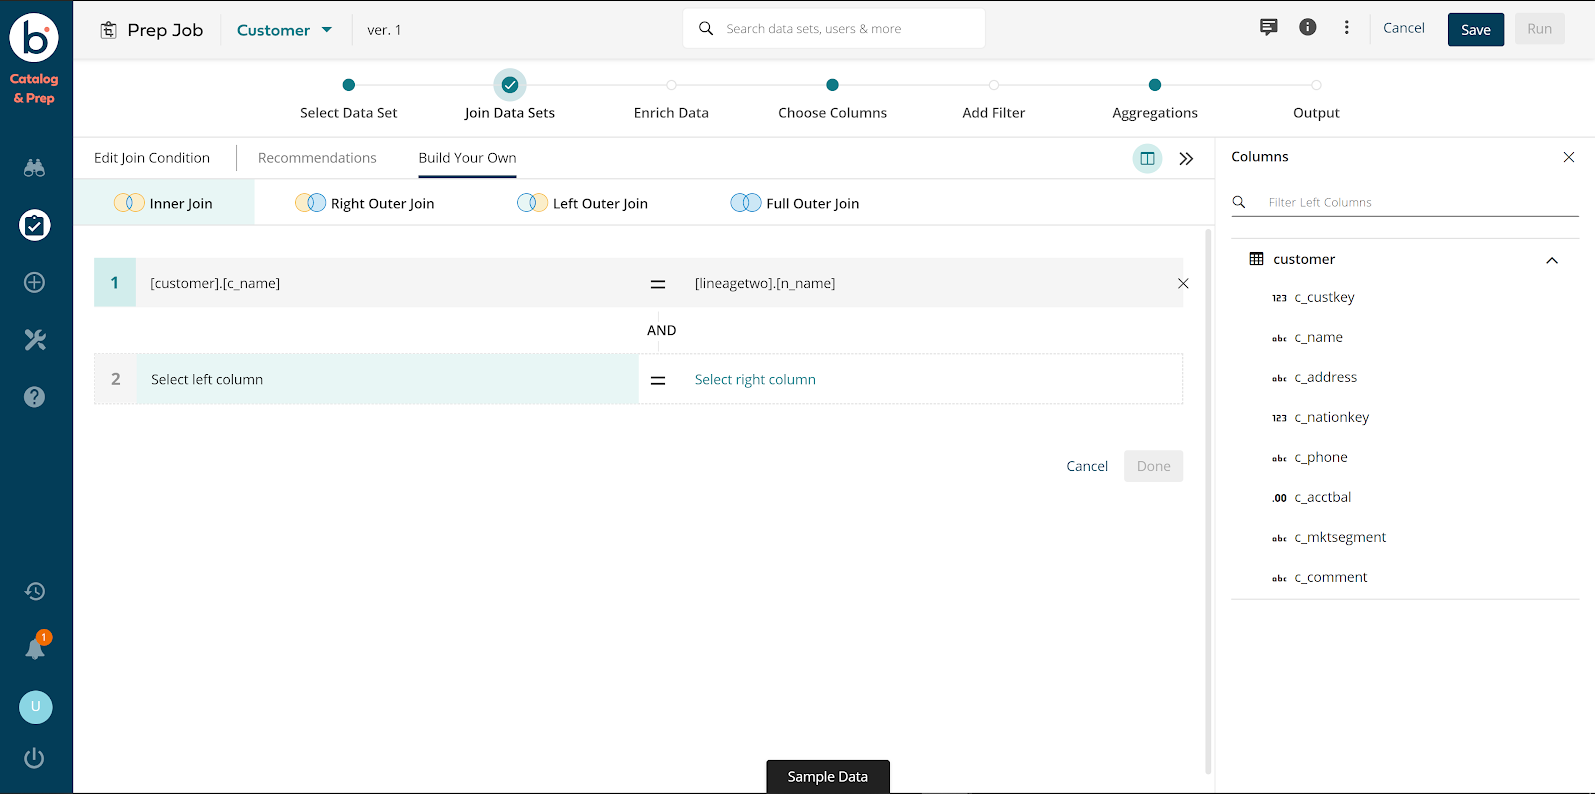 b
Catalog
& Prep
Prep Job
Customer
ver. 1
Search data sets, users & more
Cancel
Save
Run
Select Data Set
Join Data Sets
Enrich Data
Choose Columns
Add Filter
Aggregations
Output
Edit Join Condition
Recommendations
Build Your Own
Inner Join
Right Outer Join
Left Outer Join
Full Outer Join
1 [customer].[c_name] = [lineagetwo].[n_name]
AND
2 Select left column = Select right column
Cancel
Done
Columns
Filter Left Columns
customer
123 c_custkey
abc c_name
abc c_address
123 c_nationkey
abc c_phone
.00 c_acctbal
abc c_mktsegment
abc c_comment
1
U
Sample Data